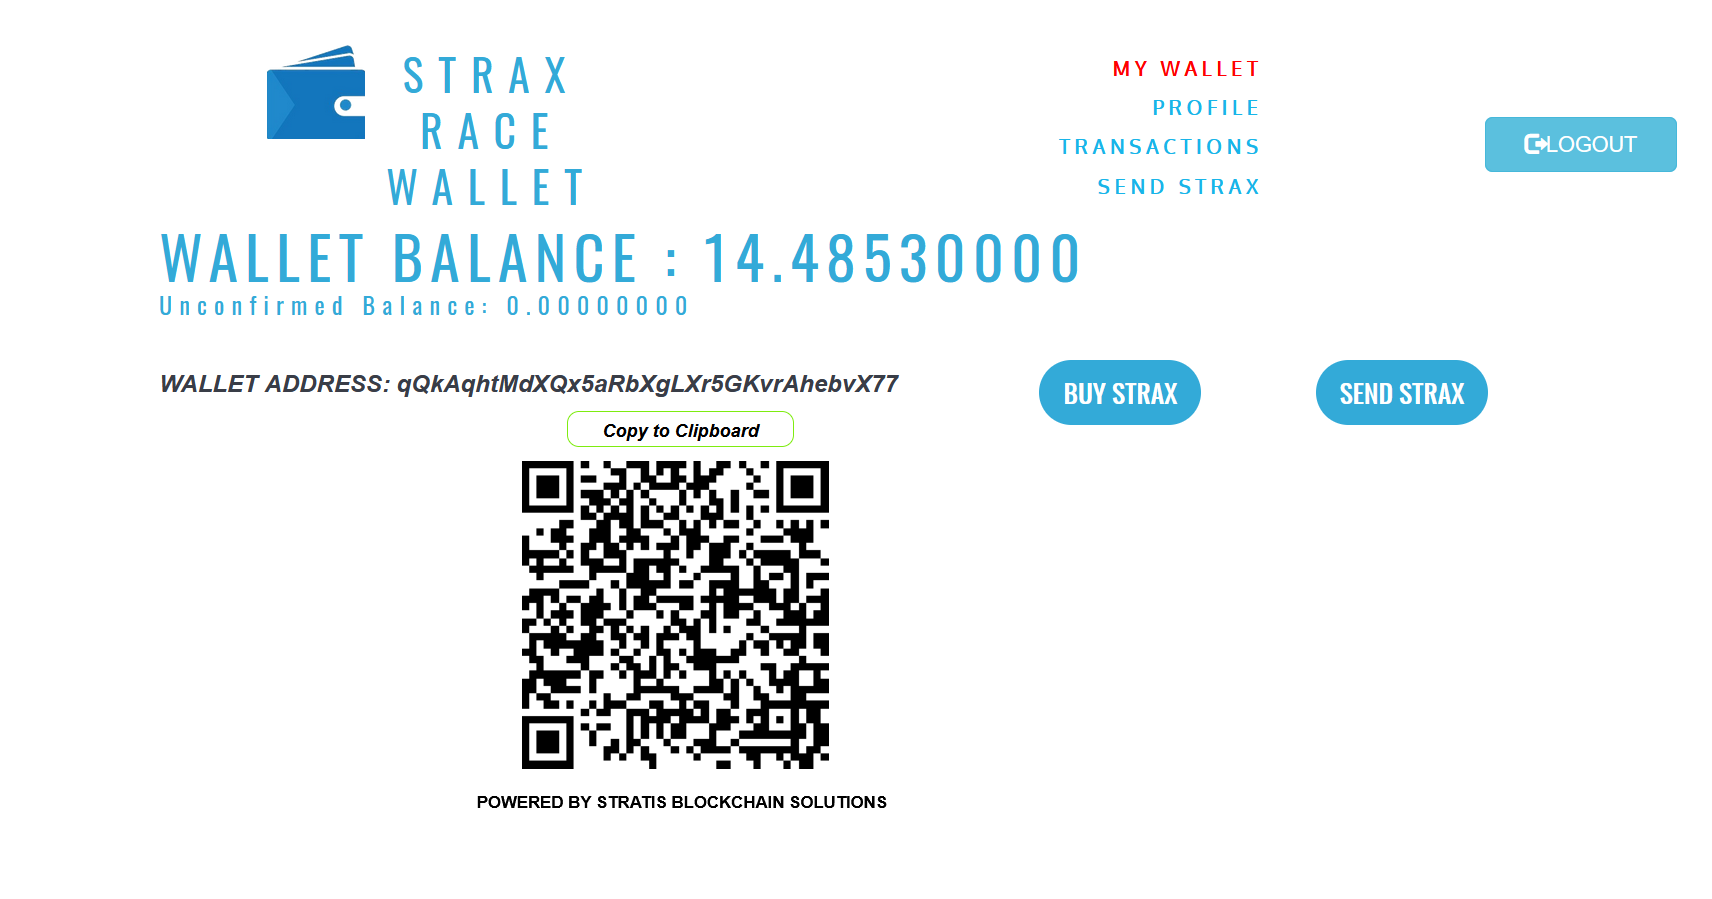 STRAX
RACE
WALLET
MY WALLET
PROFILE
TRANSACTIONS
SEND STRAX
LOGOUT
WALLET BALANCE : 14.48530000
Unconfirmed Balance: 0.00000000
WALLET ADDRESS: qQkAqhtMdXQx5aRbXgLXr5GKvrAhebvX77
BUY STRAX
SEND STRAX
Copy to Clipboard
POWERED BY STRATIS BLOCKCHAIN SOLUTIONS